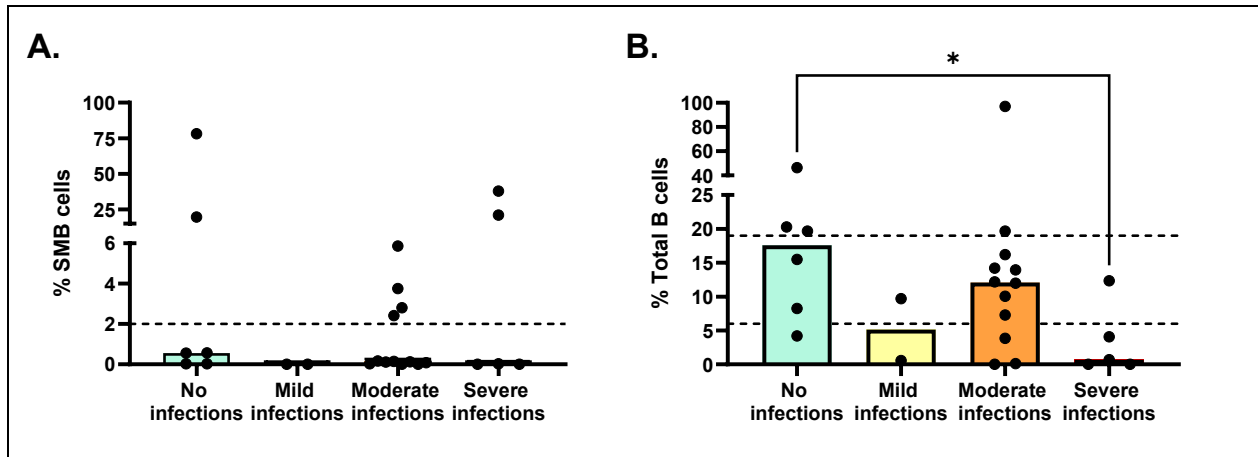 A.
% SMB cells
100
75
50
25
6
4
2
0
No
infections
Mild
infections
Moderate
infections
Severe
infections
B.
*
% Total B cells
100
80
60
40
25
20
15
10
5
0
No
infections
Mild
infections
Moderate
infections
Severe
infections